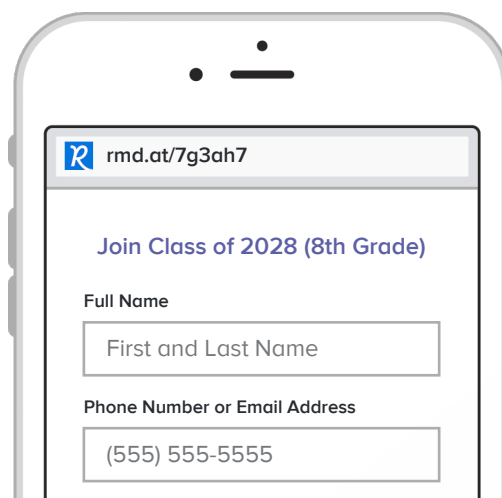 rmd.at/7g3ah7
Join Class of 2028 (8th Grade)
Full Name
First and Last Name
Phone Number or Email Address
(555) 555-5555